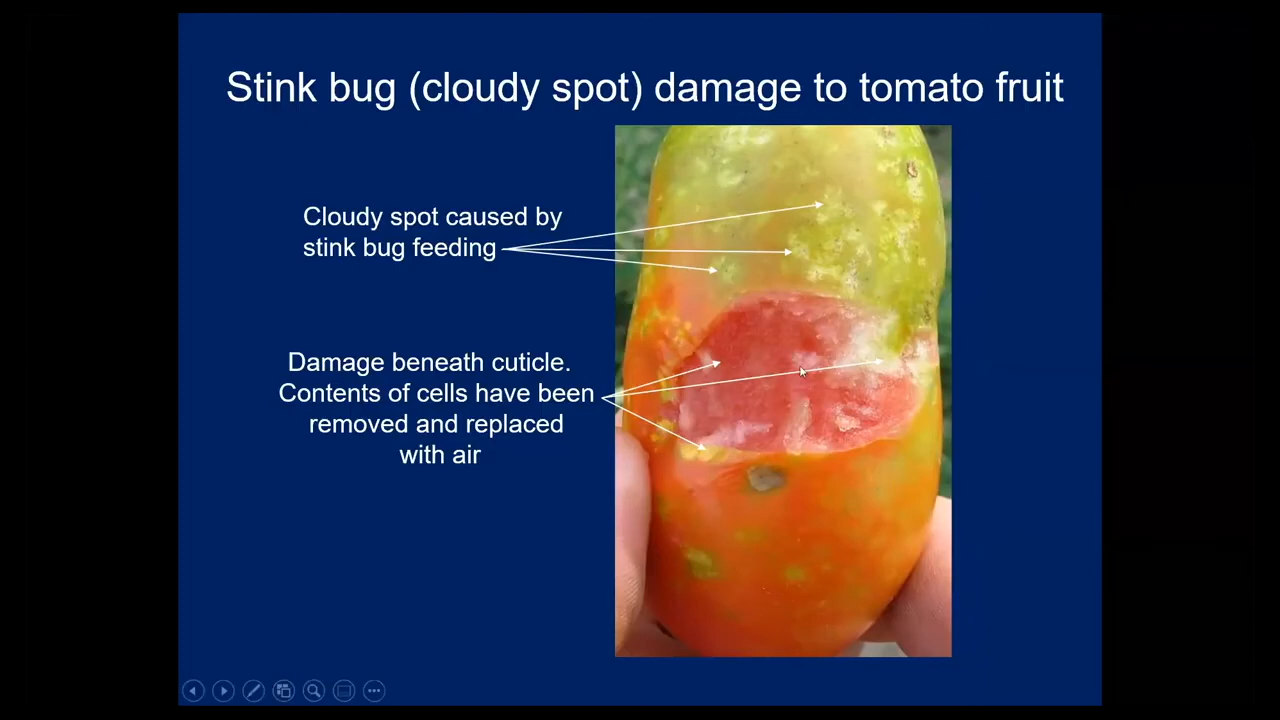 Stink bug (cloudy spot) damage to tomato fruit
Cloudy spot caused by
stink bug feeding
Damage beneath cuticle.
Contents of cells have been
removed and replaced
with air